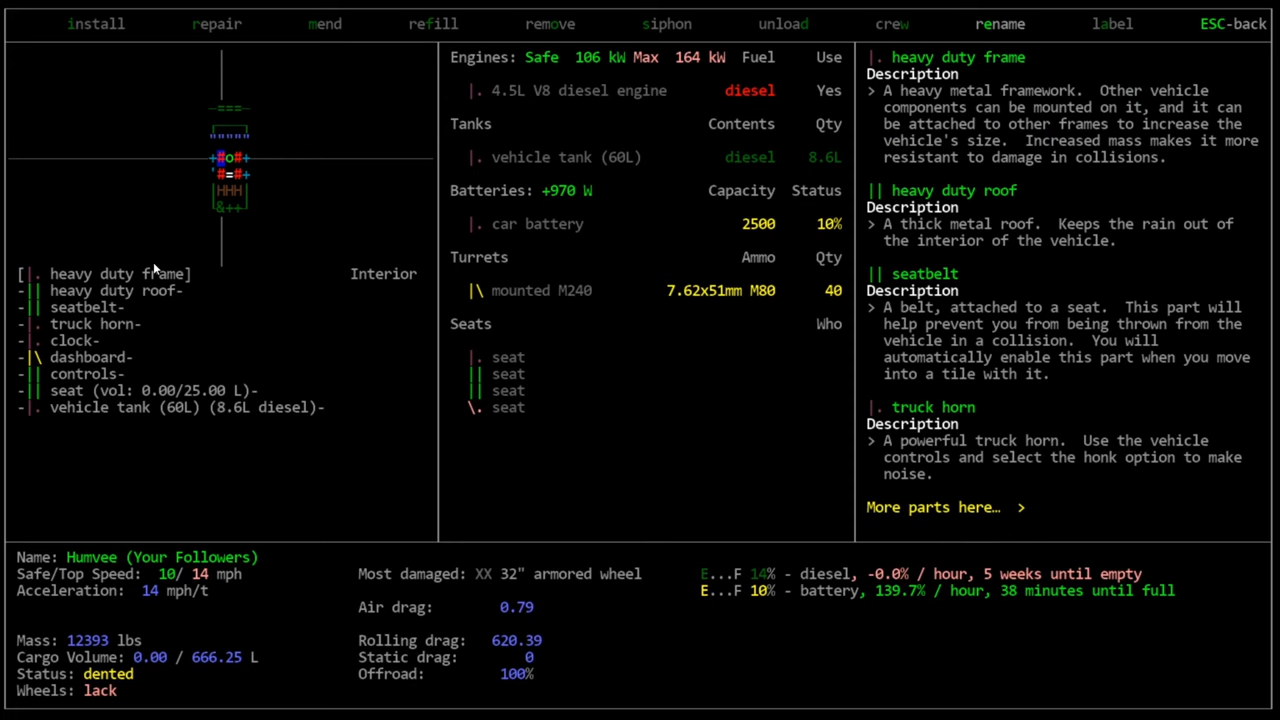 install repair mend refill remove siphon unload crew rename label ESC-back
Engines: Safe 106 kW Max 164 kW Fuel Use
|. 4.5L V8 diesel engine diesel Yes
Tanks Contents Qty
|. vehicle tank (60L) diesel 8.6L
Batteries: +970 W Capacity Status
|. car battery 2500 10%
Turrets Ammo Qty
|\ mounted M240 7.62x51mm M80 40
Seats Who
|. seat
|| seat
|| seat
\. seat
[|. heavy duty frame] Interior
-|| heavy duty roof-
-|| seatbelt-
-|. truck horn-
-|. clock-
-|\ dashboard-
-|| controls-
-|| seat (vol: 0.00/25.00 L)-
-|. vehicle tank (60L) (8.6L diesel)-
|. heavy duty frame
Description
> A heavy metal framework. Other vehicle
components can be mounted on it, and it can
be attached to other frames to increase the
vehicle's size. Increased mass makes it more
resistant to damage in collisions.
|| heavy duty roof
Description
> A thick metal roof. Keeps the rain out of
the interior of the vehicle.
|| seatbelt
Description
> A belt, attached to a seat. This part will
help prevent you from being thrown from the
vehicle in a collision. You will
automatically enable this part when you move
into a tile with it.
|. truck horn
Description
> A powerful truck horn. Use the vehicle
controls and select the honk option to make
noise.
More parts here… >
Name: Humvee (Your Followers)
Safe/Top Speed: 10/ 14 mph
Acceleration: 14 mph/t
Mass: 12393 lbs
Cargo Volume: 0.00 / 666.25 L
Status: dented
Wheels: lack
Most damaged: XX 32" armored wheel
Air drag: 0.79
Rolling drag: 620.39
Static drag: 0
Offroad: 100%
E...F 14% - diesel, -0.0% / hour, 5 weeks until empty
E...F 10% - battery, 139.7% / hour, 38 minutes until full